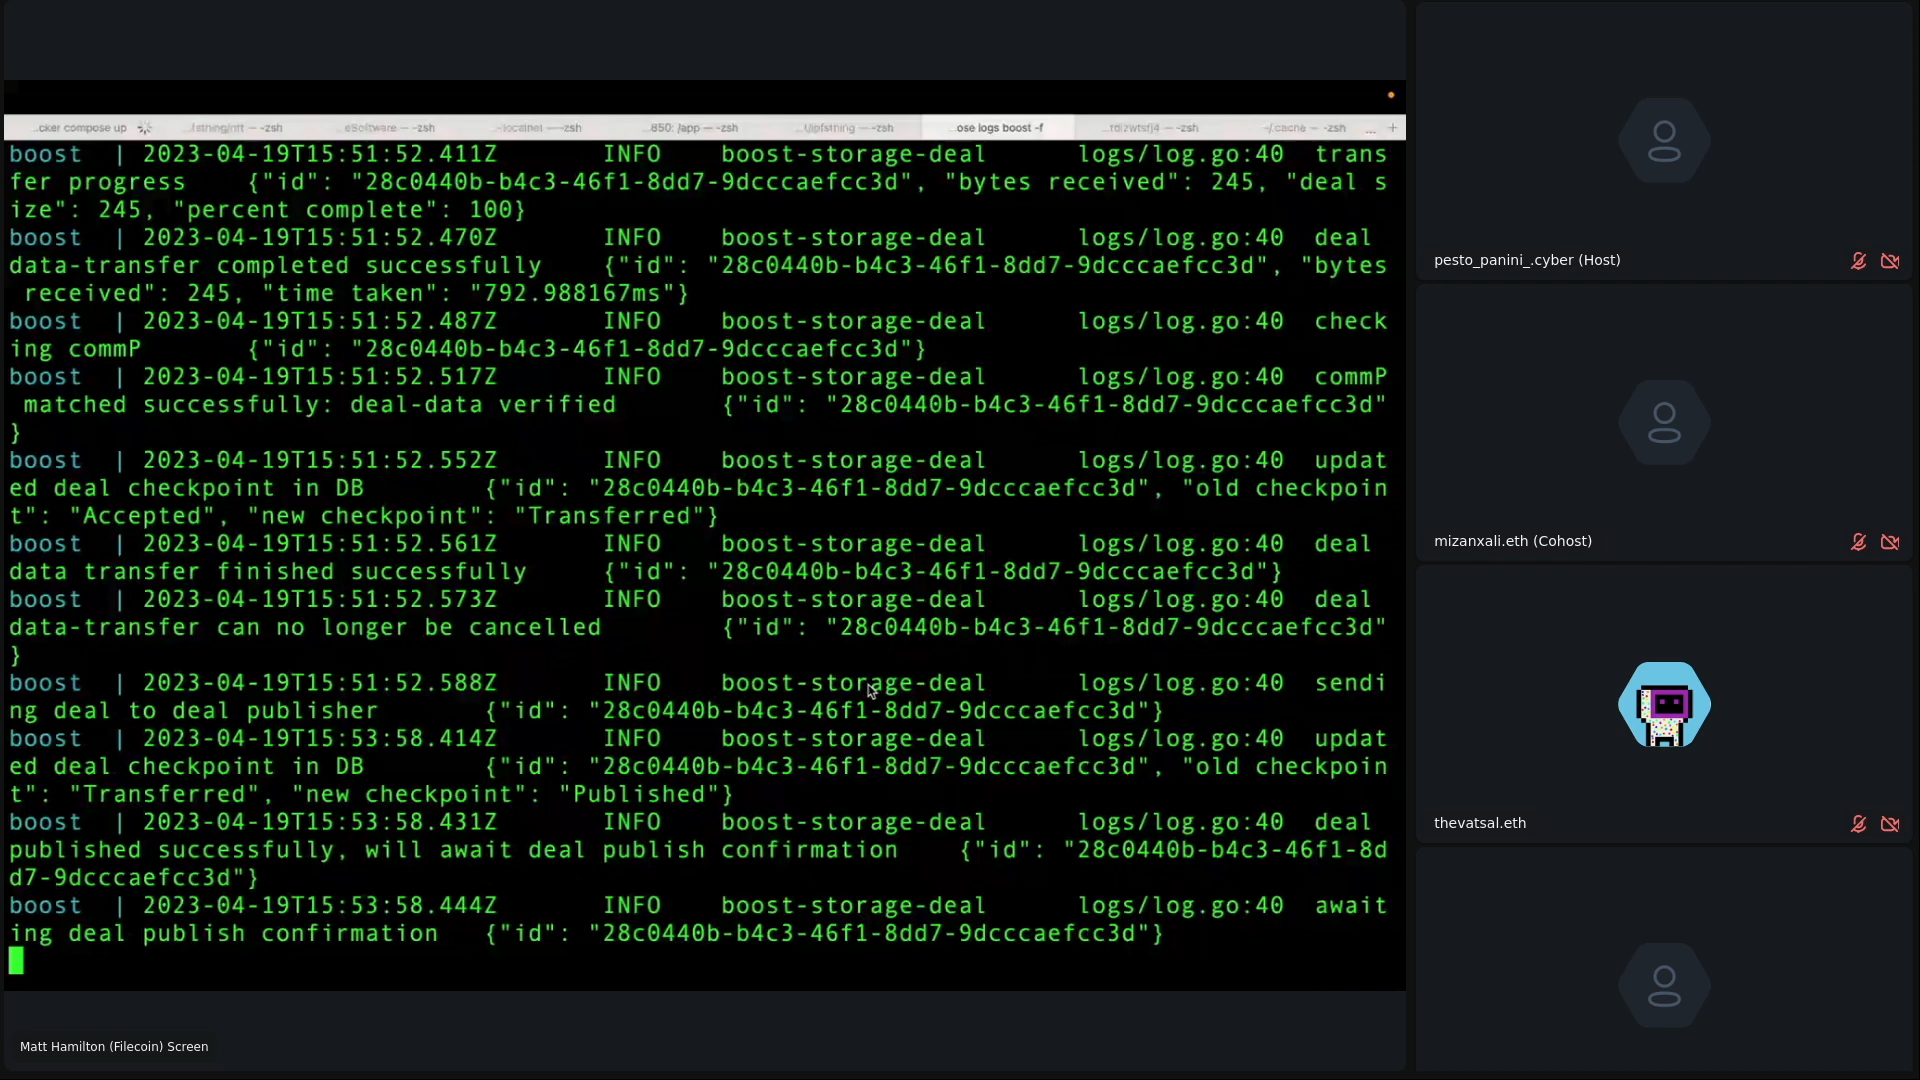 ...cker compose up
-zsh
-zsh
-zsh
...850: /app — -zsh
-zsh
...ose logs boost -f
-zsh
~/.cache — -zsh
... +
boost | 2023-04-19T15:51:52.411Z INFO boost-storage-deal logs/log.go:40 trans
fer progress {"id": "28c0440b-b4c3-46f1-8dd7-9dcccaefcc3d", "bytes received": 245, "deal s
ize": 245, "percent complete": 100}
boost | 2023-04-19T15:51:52.470Z INFO boost-storage-deal logs/log.go:40 deal
data-transfer completed successfully {"id": "28c0440b-b4c3-46f1-8dd7-9dcccaefcc3d", "bytes
received": 245, "time taken": "792.988167ms"}
boost | 2023-04-19T15:51:52.487Z INFO boost-storage-deal logs/log.go:40 check
ing commP {"id": "28c0440b-b4c3-46f1-8dd7-9dcccaefcc3d"}
boost | 2023-04-19T15:51:52.517Z INFO boost-storage-deal logs/log.go:40 commP
matched successfully: deal-data verified {"id": "28c0440b-b4c3-46f1-8dd7-9dcccaefcc3d"
}
boost | 2023-04-19T15:51:52.552Z INFO boost-storage-deal logs/log.go:40 updat
ed deal checkpoint in DB {"id": "28c0440b-b4c3-46f1-8dd7-9dcccaefcc3d", "old checkpoin
t": "Accepted", "new checkpoint": "Transferred"}
boost | 2023-04-19T15:51:52.561Z INFO boost-storage-deal logs/log.go:40 deal
data transfer finished successfully {"id": "28c0440b-b4c3-46f1-8dd7-9dcccaefcc3d"}
boost | 2023-04-19T15:51:52.573Z INFO boost-storage-deal logs/log.go:40 deal
data-transfer can no longer be cancelled {"id": "28c0440b-b4c3-46f1-8dd7-9dcccaefcc3d"
}
boost | 2023-04-19T15:51:52.588Z INFO boost-storage-deal logs/log.go:40 sendi
ng deal to deal publisher {"id": "28c0440b-b4c3-46f1-8dd7-9dcccaefcc3d"}
boost | 2023-04-19T15:53:58.414Z INFO boost-storage-deal logs/log.go:40 updat
ed deal checkpoint in DB {"id": "28c0440b-b4c3-46f1-8dd7-9dcccaefcc3d", "old checkpoin
t": "Transferred", "new checkpoint": "Published"}
boost | 2023-04-19T15:53:58.431Z INFO boost-storage-deal logs/log.go:40 deal
published successfully, will await deal publish confirmation {"id": "28c0440b-b4c3-46f1-8d
d7-9dcccaefcc3d"}
boost | 2023-04-19T15:53:58.444Z INFO boost-storage-deal logs/log.go:40 await
ing deal publish confirmation {"id": "28c0440b-b4c3-46f1-8dd7-9dcccaefcc3d"}
Matt Hamilton (Filecoin) Screen
pesto_panini_.cyber (Host)
mizanxali.eth (Cohost)
thevatsal.eth